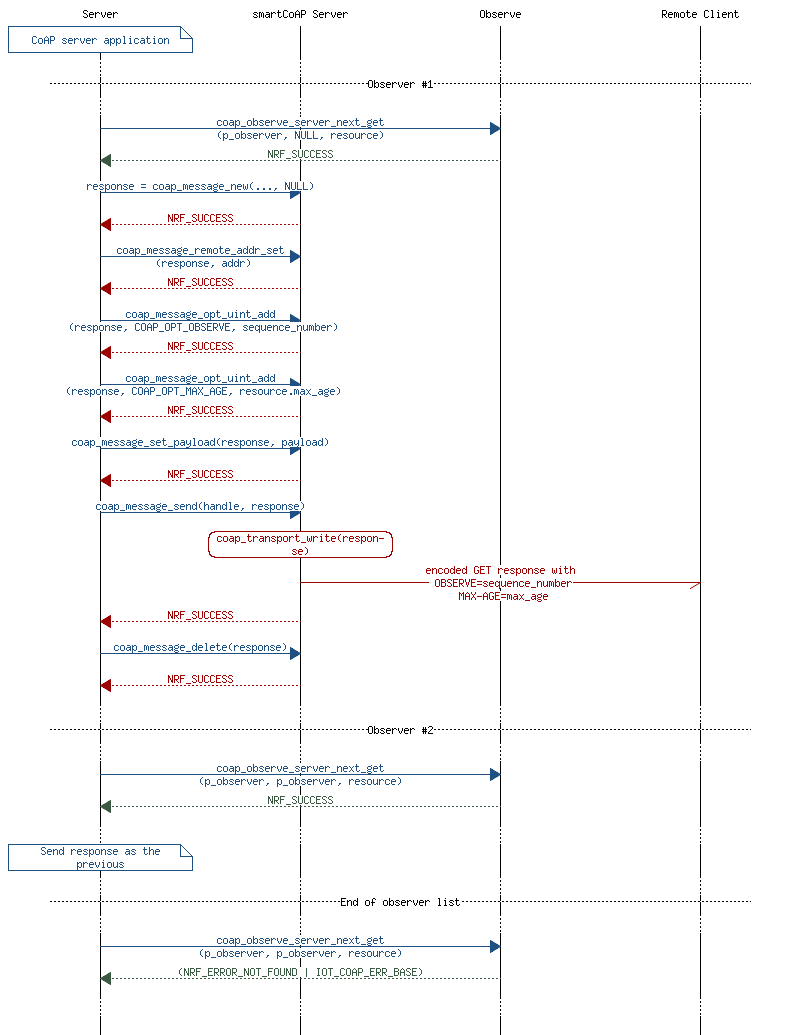 Server
smartCoAP Server
Observe
Remote Client
CoAP server application
Observer #1
coap_observe_server_next_get
(p_observer, NULL, resource)
NRF_SUCCESS
response = coap_message_new(..., NULL)
NRF_SUCCESS
coap_message_remote_addr_set
(response, addr)
NRF_SUCCESS
coap_message_opt_uint_add
(response, COAP_OPT_OBSERVE, sequence_number)
NRF_SUCCESS
coap_message_opt_uint_add
(response, COAP_OPT_MAX_AGE, resource.max_age)
NRF_SUCCESS
coap_message_set_payload(response, payload)
NRF_SUCCESS
coap_message_send(handle, response)
coap_transport_write(respon-
se)
encoded GET response with
OBSERVE=sequence_number
MAX-AGE=max_age
NRF_SUCCESS
coap_message_delete(response)
NRF_SUCCESS
Observer #2
coap_observe_server_next_get
(p_observer, p_observer, resource)
NRF_SUCCESS
Send response as the
previous
End of observer list
coap_observe_server_next_get
(p_observer, p_observer, resource)
(NRF_ERROR_NOT_FOUND | IOT_COAP_ERR_BASE)